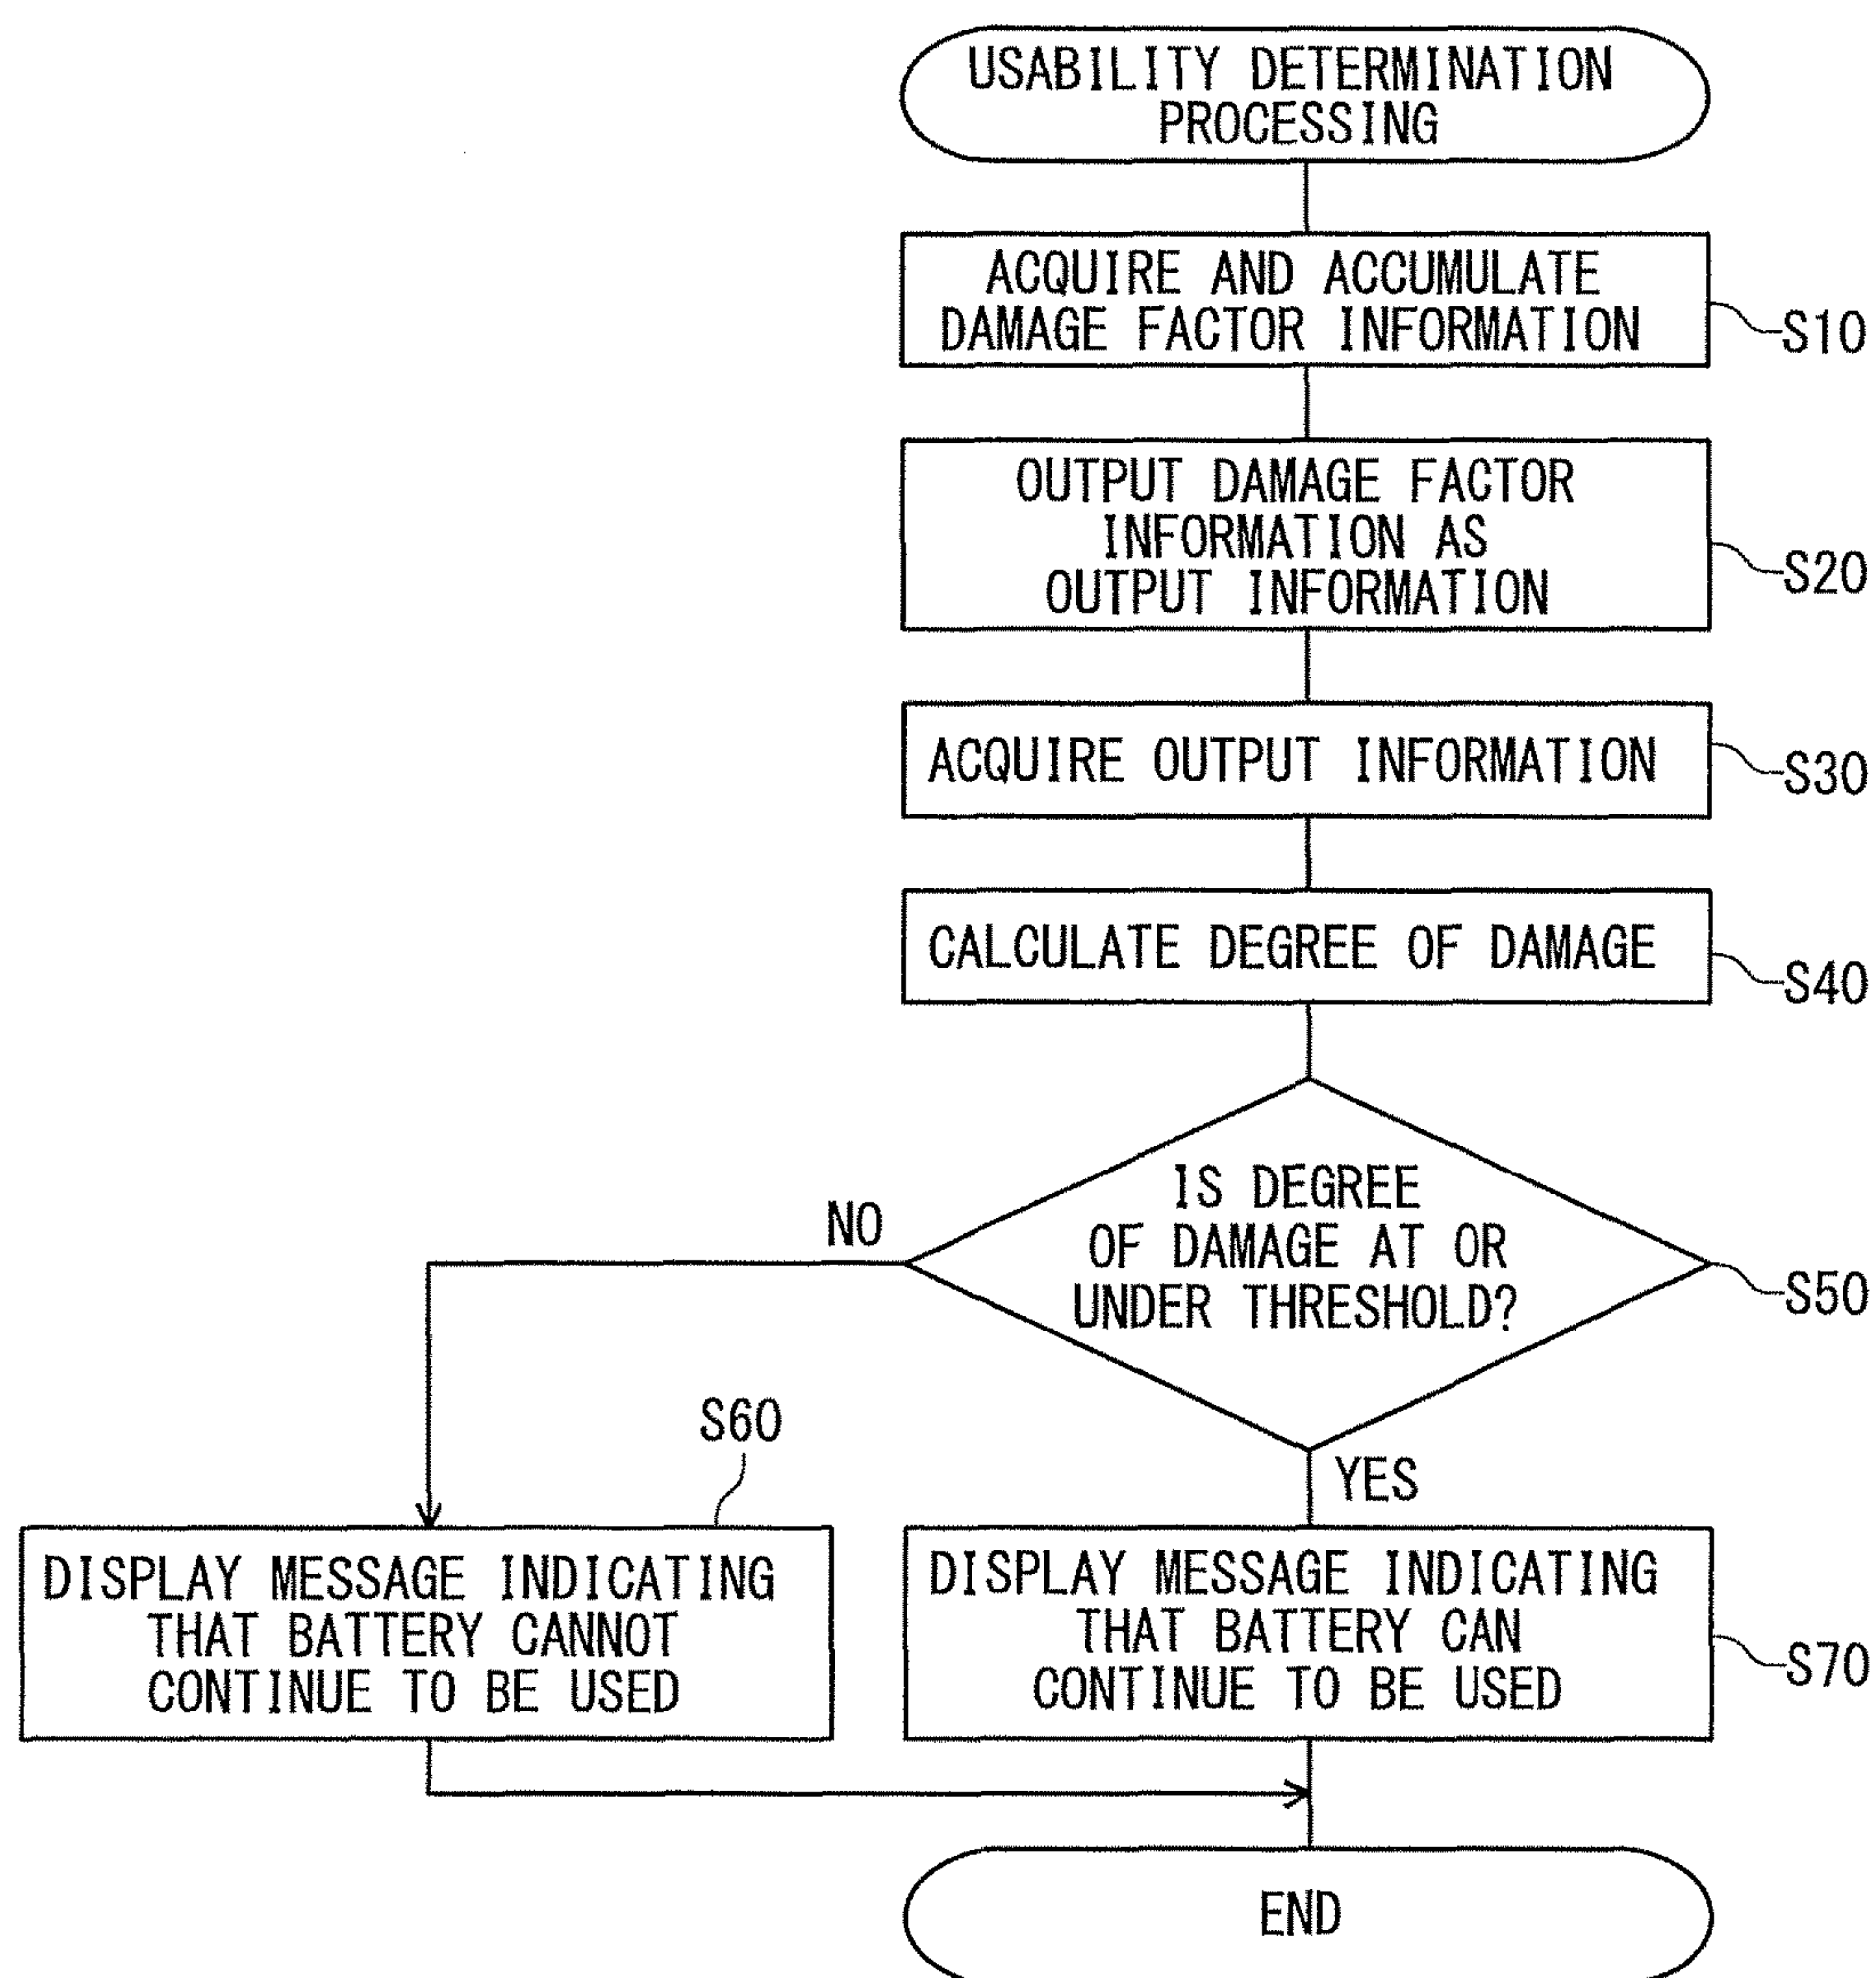 USABILITY DETERMINATION
PROCESSING
ACQUIRE AND ACCUMULATE
DAMAGE FACTOR INFORMATION
S10
OUTPUT DAMAGE FACTOR
INFORMATION AS
OUTPUT INFORMATION
S20
ACQUIRE OUTPUT INFORMATION
S30
CALCULATE DEGREE OF DAMAGE
S40
IS DEGREE
OF DAMAGE AT OR
UNDER THRESHOLD?
S50
NO
YES
S60
DISPLAY MESSAGE INDICATING
THAT BATTERY CANNOT
CONTINUE TO BE USED
DISPLAY MESSAGE INDICATING
THAT BATTERY CAN
CONTINUE TO BE USED
S70
END